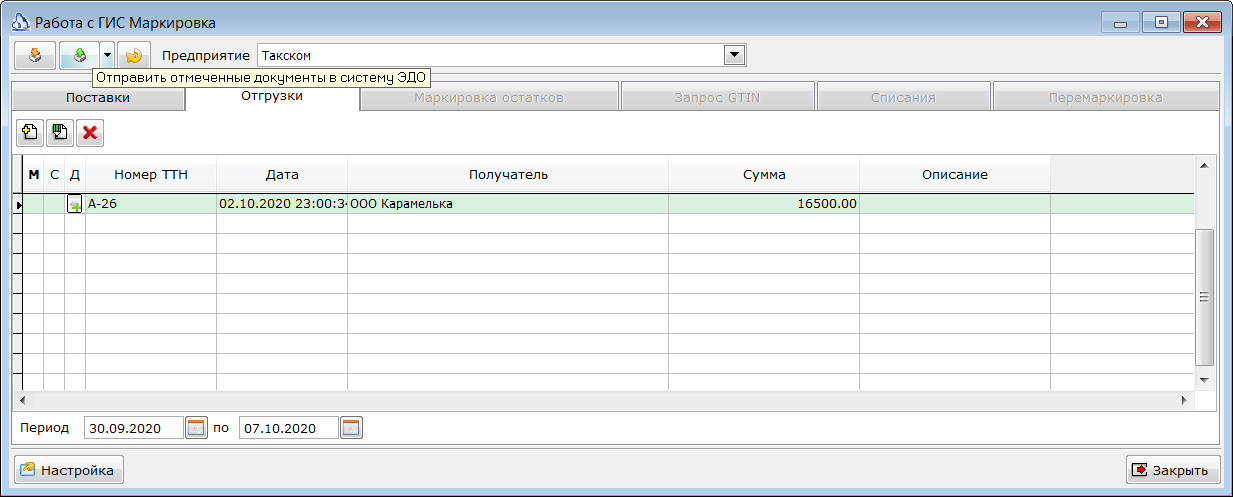 Работа с ГИС Маркировка
Предприятие Такском
Отправить отмеченные документы в систему ЭДО
Поставки Отгрузки Маркировка остатков Запрос GTIN Списания Перемаркировка
М С Д Номер ТТН Дата Получатель Сумма Описание
А-26 02.10.2020 23:00:34 ООО Карамелька 16500.00
Период 30.09.2020 по 07.10.2020
Настройка Закрыть